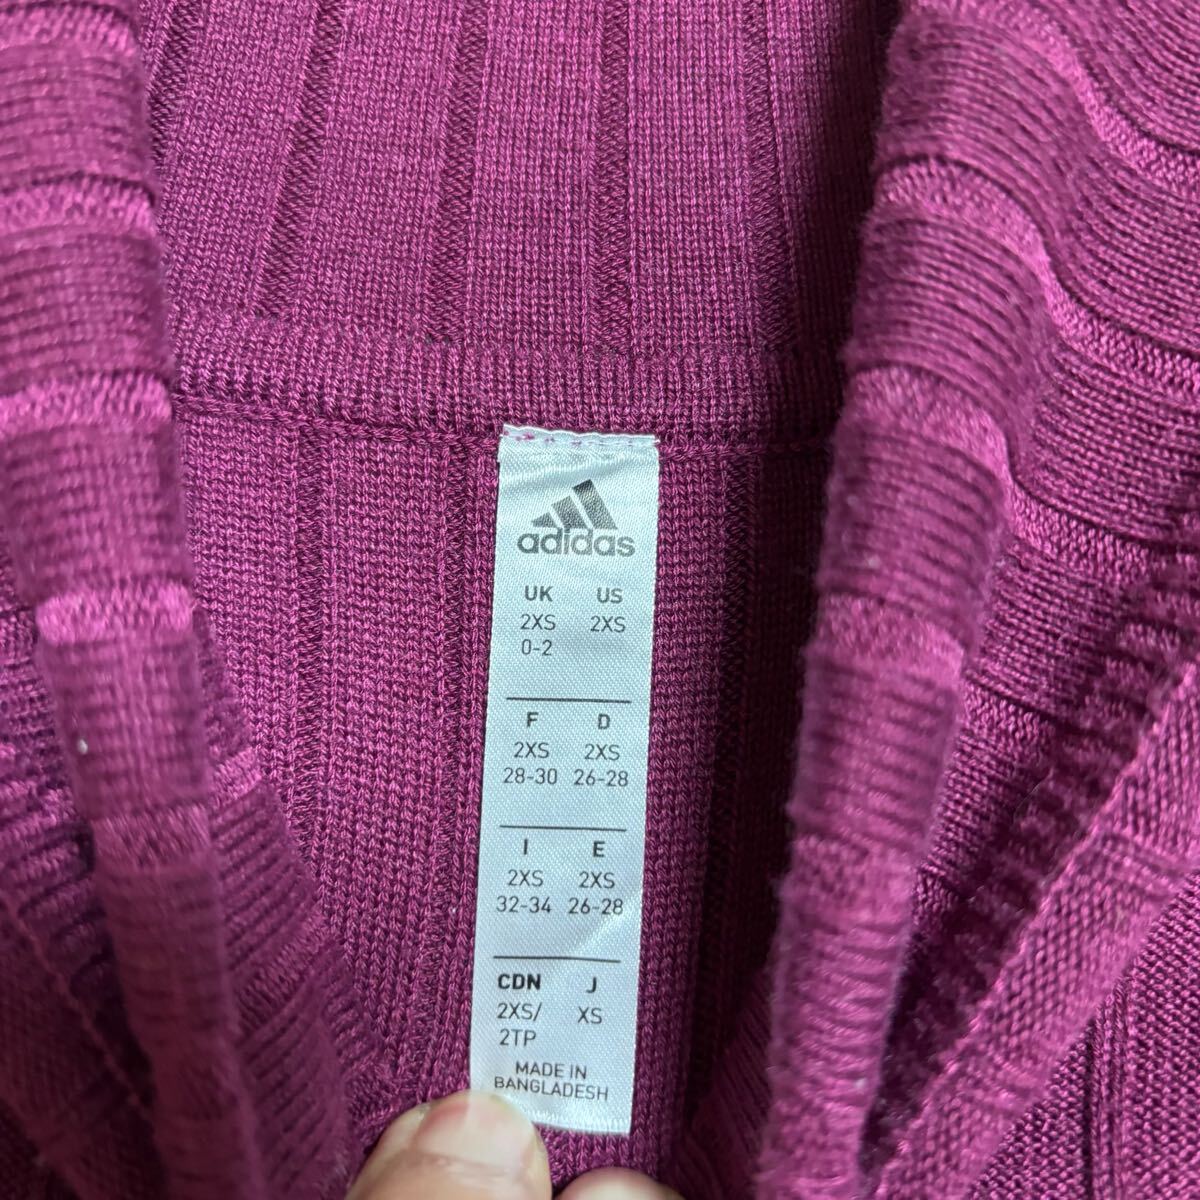 adidas
UK US
2XS 2XS
0-2
F D
2XS 2XS
28-30 26-28
I E
2XS 2XS
32-34 26-28
CDN J
2XS/ XS
2TP
MADE IN
BANGLADESH